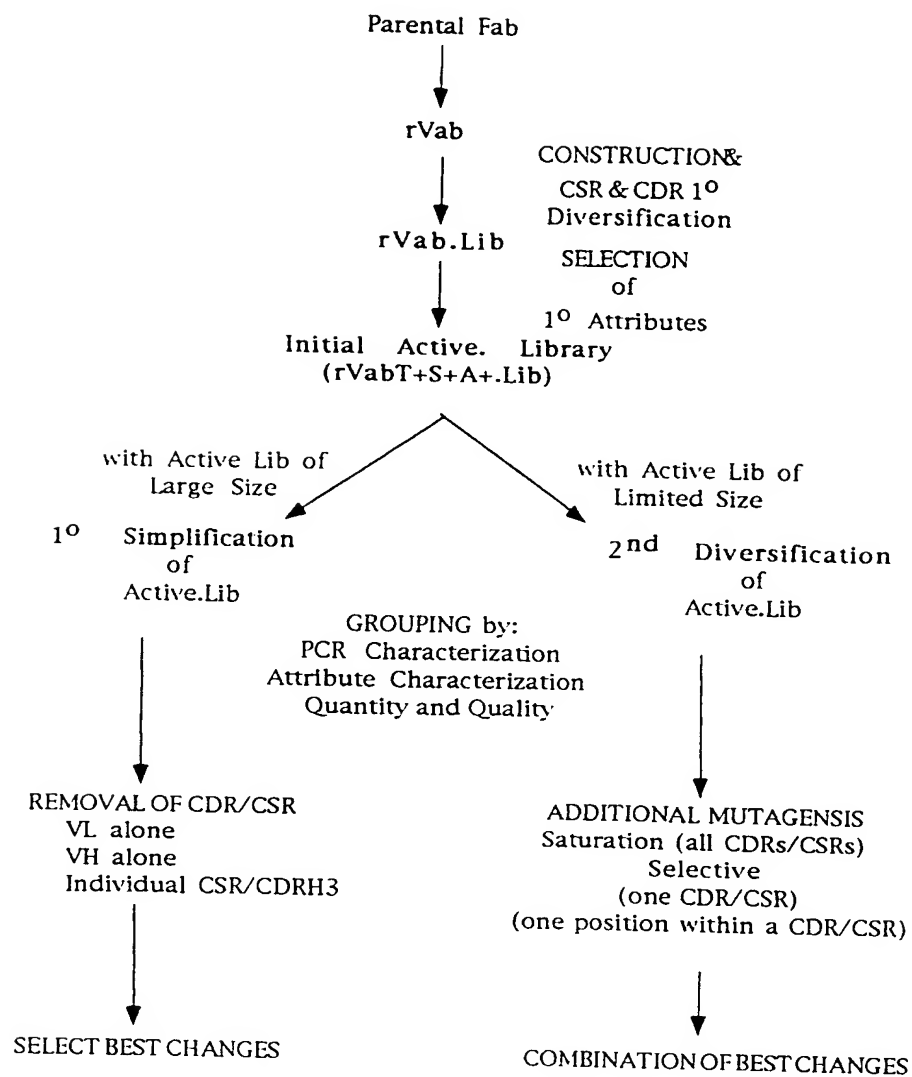 Parental Fab
rVab
CONSTRUCTION&
CSR & CDR 1º
Diversification
rVab.Lib
SELECTION
of
1º Attributes
Initial Active. Library
(rVabT+S+A+.Lib)
with Active Lib of
Large Size
1º Simplification
of
Active.Lib
with Active Lib of
Limited Size
2nd Diversification
of
Active.Lib
GROUPING by:
PCR Characterization
Attribute Characterization
Quantity and Quality
REMOVAL OF CDR/CSR
VL alone
VH alone
Individual CSR/CDRH3
ADDITIONAL MUTAGENSIS
Saturation (all CDRs/CSRs)
Selective
(one CDR/CSR)
(one position within a CDR/CSR)
SELECT BEST CHANGES
COMBINATION OF BEST CHANGES